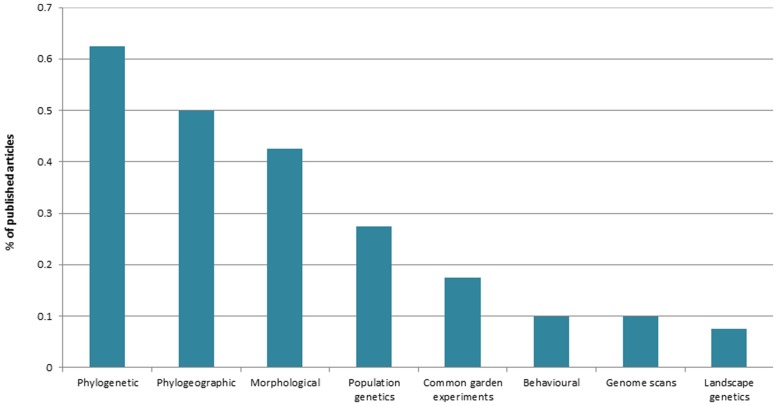 0.7
0.6
0.5
0.4
0.3
0.2
0.1
0
% of published articles
Phylogenetic
Phylogeographic
Morphological
Population
genetics
Common garden
experiments
Behavioural
Genome scans
Landscape
genetics